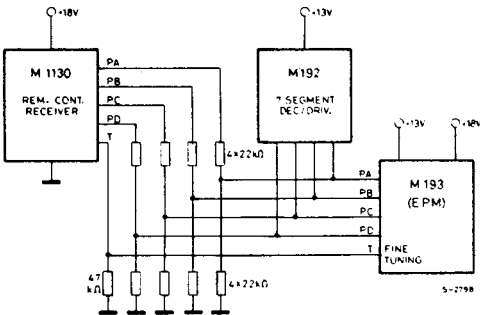 +18V
+13V
M 1130
REM. CONT.
RECEIVER
PA
PB
PC
PD
T
M192
7 SEGMENT
DEC/DRIV.
4×22kΩ
+13V
+18V
PA
PB
PC
PD
T
M 193
(EPM)
FINE
TUNING
47
kΩ
4×22kΩ
S-2798